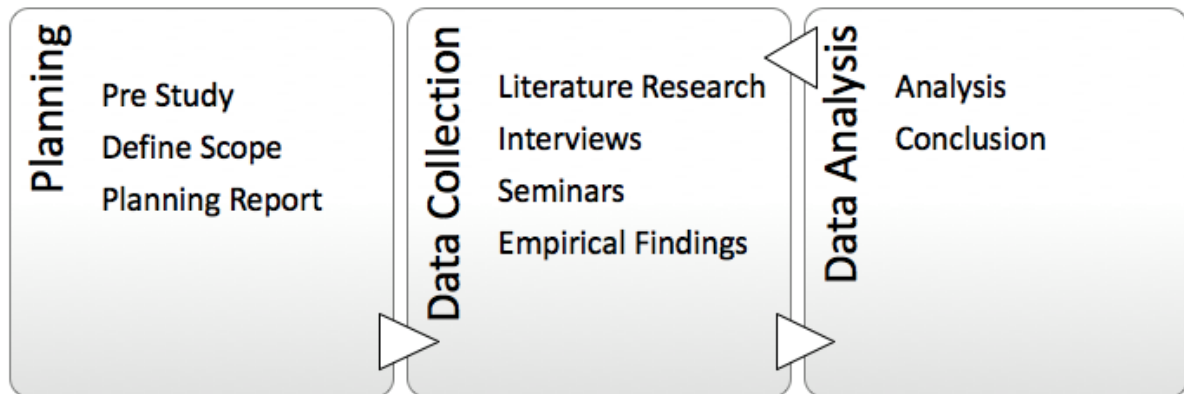 Planning
Pre Study
Define Scope
Planning Report
Data Collection
Literature Research
Interviews
Seminars
Empirical Findings
Data Analysis
Analysis
Conclusion